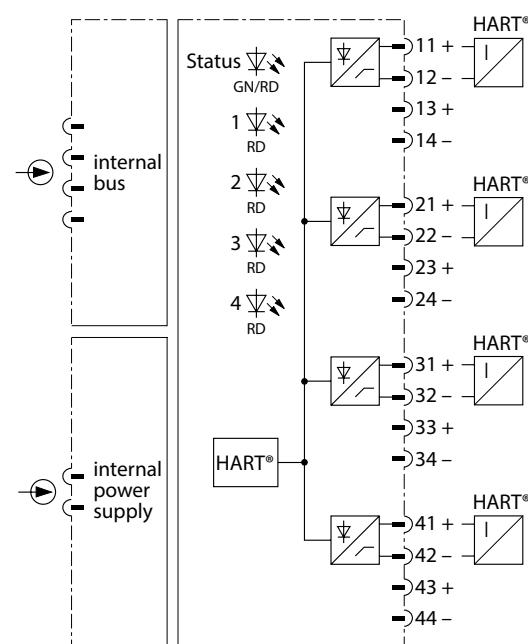 internal
bus
internal
power
supply
Status
GN/RD
1
RD
2
RD
3
RD
4
RD
HART®
11 +
12 –
13 +
14 –
HART®
I
21 +
22 –
23 +
24 –
HART®
I
31 +
32 –
33 +
34 –
HART®
I
41 +
42 –
43 +
44 –
HART®
I